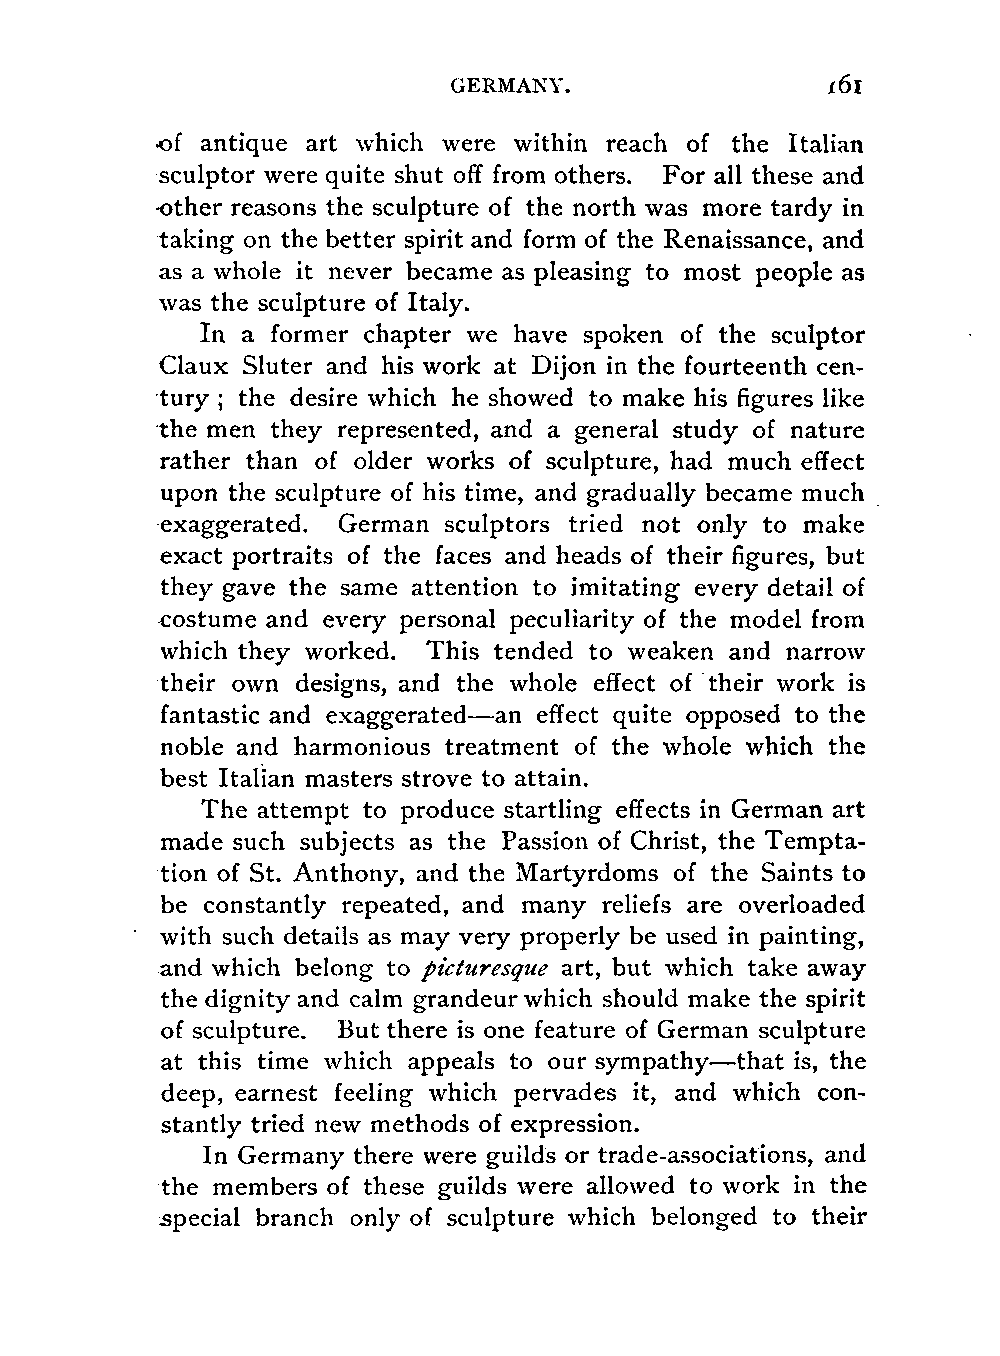 GERMANY. 161
of antique art which were within reach of the Italian
sculptor were quite shut off from others. For all these and
other reasons the sculpture of the north was more tardy in
taking on the better spirit and form of the Renaissance, and
as a whole it never became as pleasing to most people as
was the sculpture of Italy.
In a former chapter we have spoken of the sculptor
Claux Sluter and his work at Dijon in the fourteenth cen-
tury ; the desire which he showed to make his figures like
the men they represented, and a general study of nature
rather than of older works of sculpture, had much effect
upon the sculpture of his time, and gradually became much
exaggerated. German sculptors tried not only to make
exact portraits of the faces and heads of their figures, but
they gave the same attention to imitating every detail of
costume and every personal peculiarity of the model from
which they worked. This tended to weaken and narrow
their own designs, and the whole effect of their work is
fantastic and exaggerated—an effect quite opposed to the
noble and harmonious treatment of the whole which the
best Italian masters strove to attain.
The attempt to produce startling effects in German art
made such subjects as the Passion of Christ, the Tempta-
tion of St. Anthony, and the Martyrdoms of the Saints to
be constantly repeated, and many reliefs are overloaded
with such details as may very properly be used in painting,
and which belong to picturesque art, but which take away
the dignity and calm grandeur which should make the spirit
of sculpture. But there is one feature of German sculpture
at this time which appeals to our sympathy—that is, the
deep, earnest feeling which pervades it, and which con-
stantly tried new methods of expression.
In Germany there were guilds or trade-associations, and
the members of these guilds were allowed to work in the
special branch only of sculpture which belonged to their